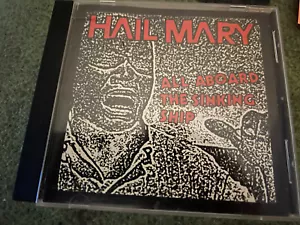 HAIL MARY
ALL ABOARD
THE SINKING
SHIP